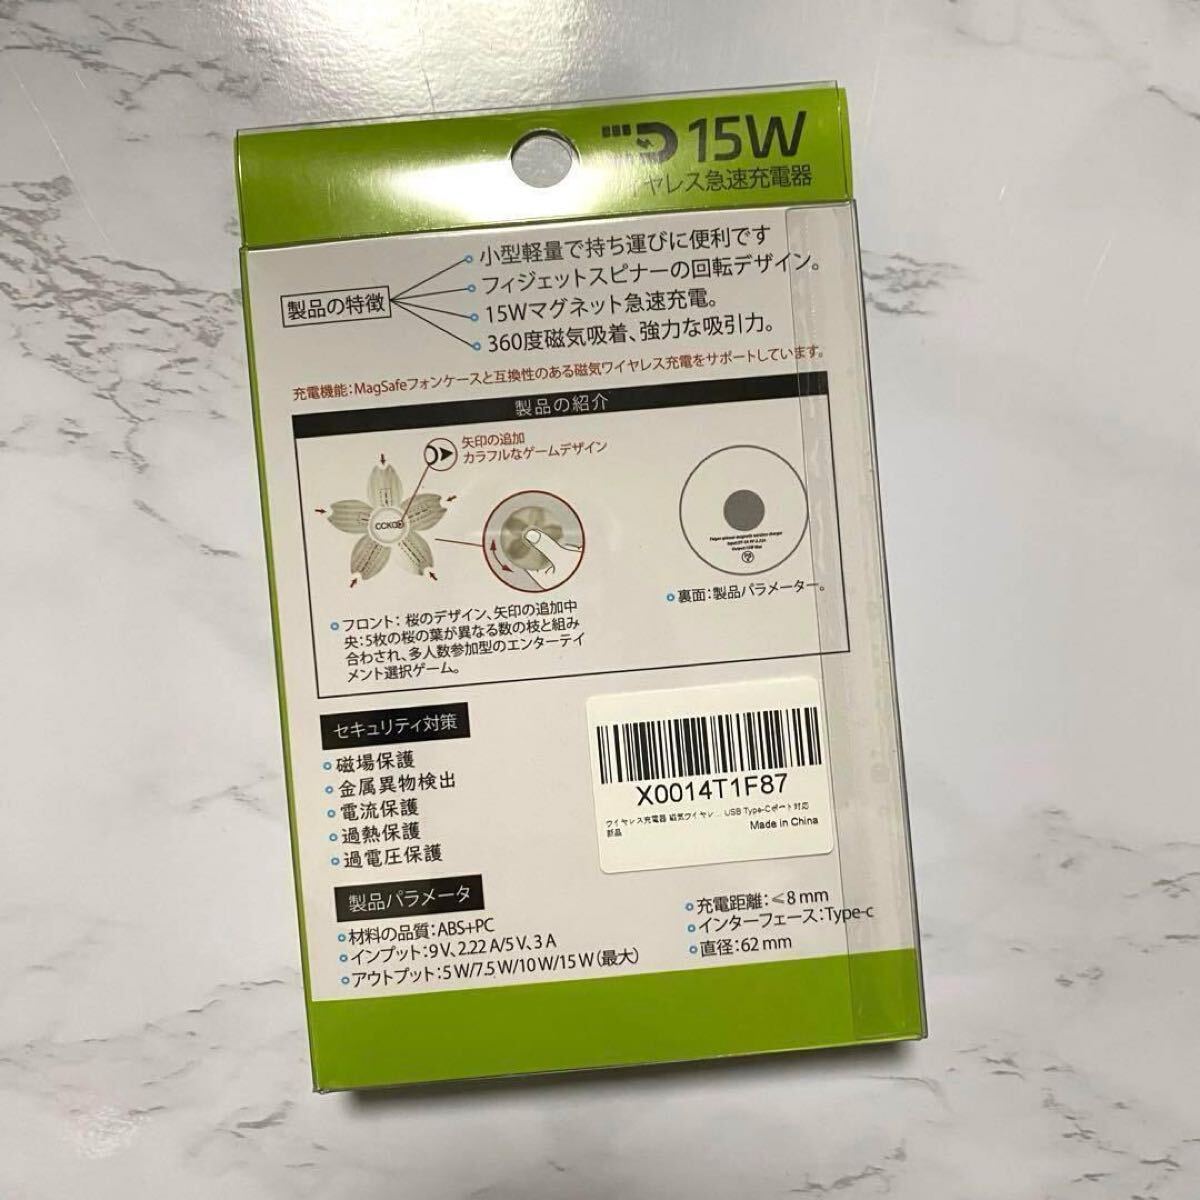 15W
イヤレス急速充電器
製品の特徴
小型軽量で持ち運びに便利です
フィジェットスピナーの回転デザイン。
15Wマグネット急速充電。
360度磁気吸着、強力な吸引力。
充電機能：MagSafeフォンケースと互換性のある磁気ワイヤレス充電をサポートしています。
製品の紹介
矢印の追加
カラフルなゲームデザイン
CCKO
フロント：桜のデザイン、矢印の追加中
央：5枚の桜の葉が異なる数の枝と組み
合わされ、多人数参加型のエンターテイ
メント選択ゲーム。
裏面：製品パラメーター。
セキュリティ対策
磁場保護
金属異物検出
電流保護
過熱保護
過電圧保護
X0014T1F87
ワイヤレス充電器 磁気ワイヤレ... USB Type-Cポート対応
新品
Made in China
製品パラメータ
材料の品質：ABS+PC
インプット：9V、2.22A/5V、3A
アウトプット：5W/7.5W/10W/15W（最大）
充電距離：≤8mm
インターフェース：Type-c
直径：62mm